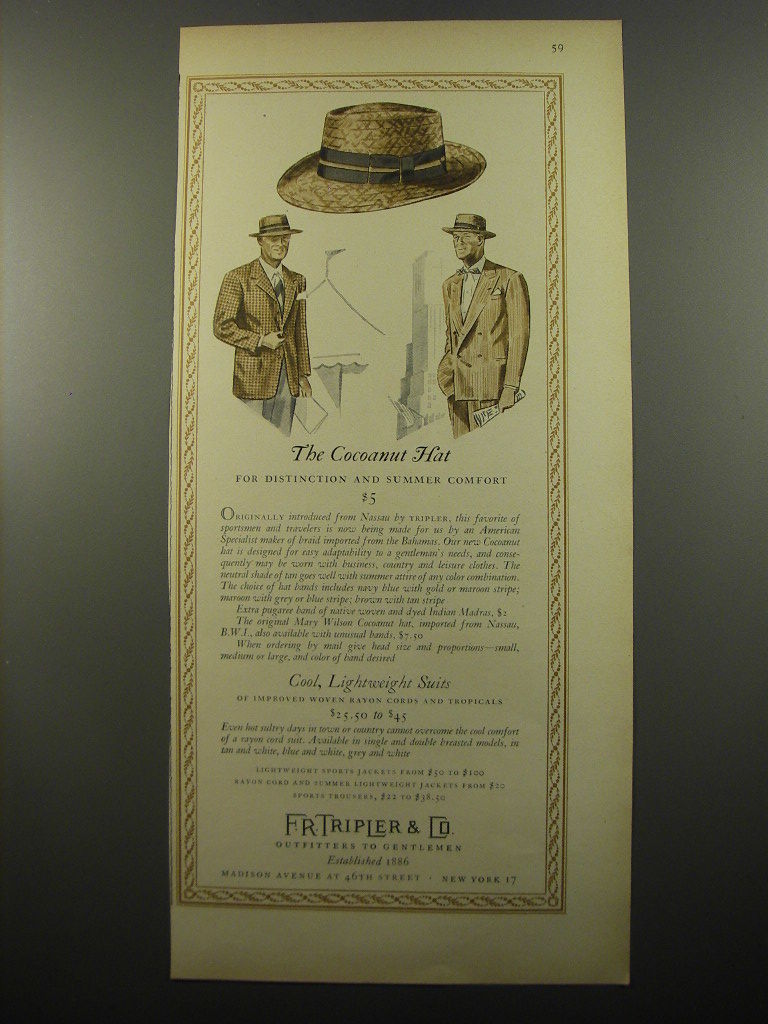 59
The Cocoanut Hat
FOR DISTINCTION AND SUMMER COMFORT
$5
ORIGINALLY introduced from Nassau by TRIPLER, this favorite of
sportsmen and travelers is now being made for us by an American
Specialist maker of braid imported from the Bahamas. Our new Cocoanut
hat is designed for easy adaptability to a gentleman's needs, and conse-
quently may be worn with business, country and leisure clothes. The
neutral shade of tan goes well with summer attire of any color combination.
The choice of hat bands includes navy blue with gold or maroon stripe;
maroon with grey or blue stripe; brown with tan stripe
Extra pugaree band of native woven and dyed Indian Madras, $2
The original Mary Wilson Cocoanut hat, imported from Nassau,
B.W.I., also available with unusual bands, $7.50
When ordering by mail give head size and proportions—small,
medium or large, and color of band desired
Cool, Lightweight Suits
OF IMPROVED WOVEN RAYON CORDS AND TROPICALS
$25.50 to $45
Even hot sultry days in town or country cannot overcome the cool comfort
of a rayon cord suit. Available in single and double breasted models, in
tan and white, blue and white, grey and white
LIGHTWEIGHT SPORTS JACKETS FROM $50 TO $100
RAYON CORD AND SUMMER LIGHTWEIGHT JACKETS FROM $20
SPORTS TROUSERS, $22 TO $38.50
F.R. TRIPLER & CO.
OUTFITTERS TO GENTLEMEN
Established 1886
MADISON AVENUE AT 46TH STREET · NEW YORK 17